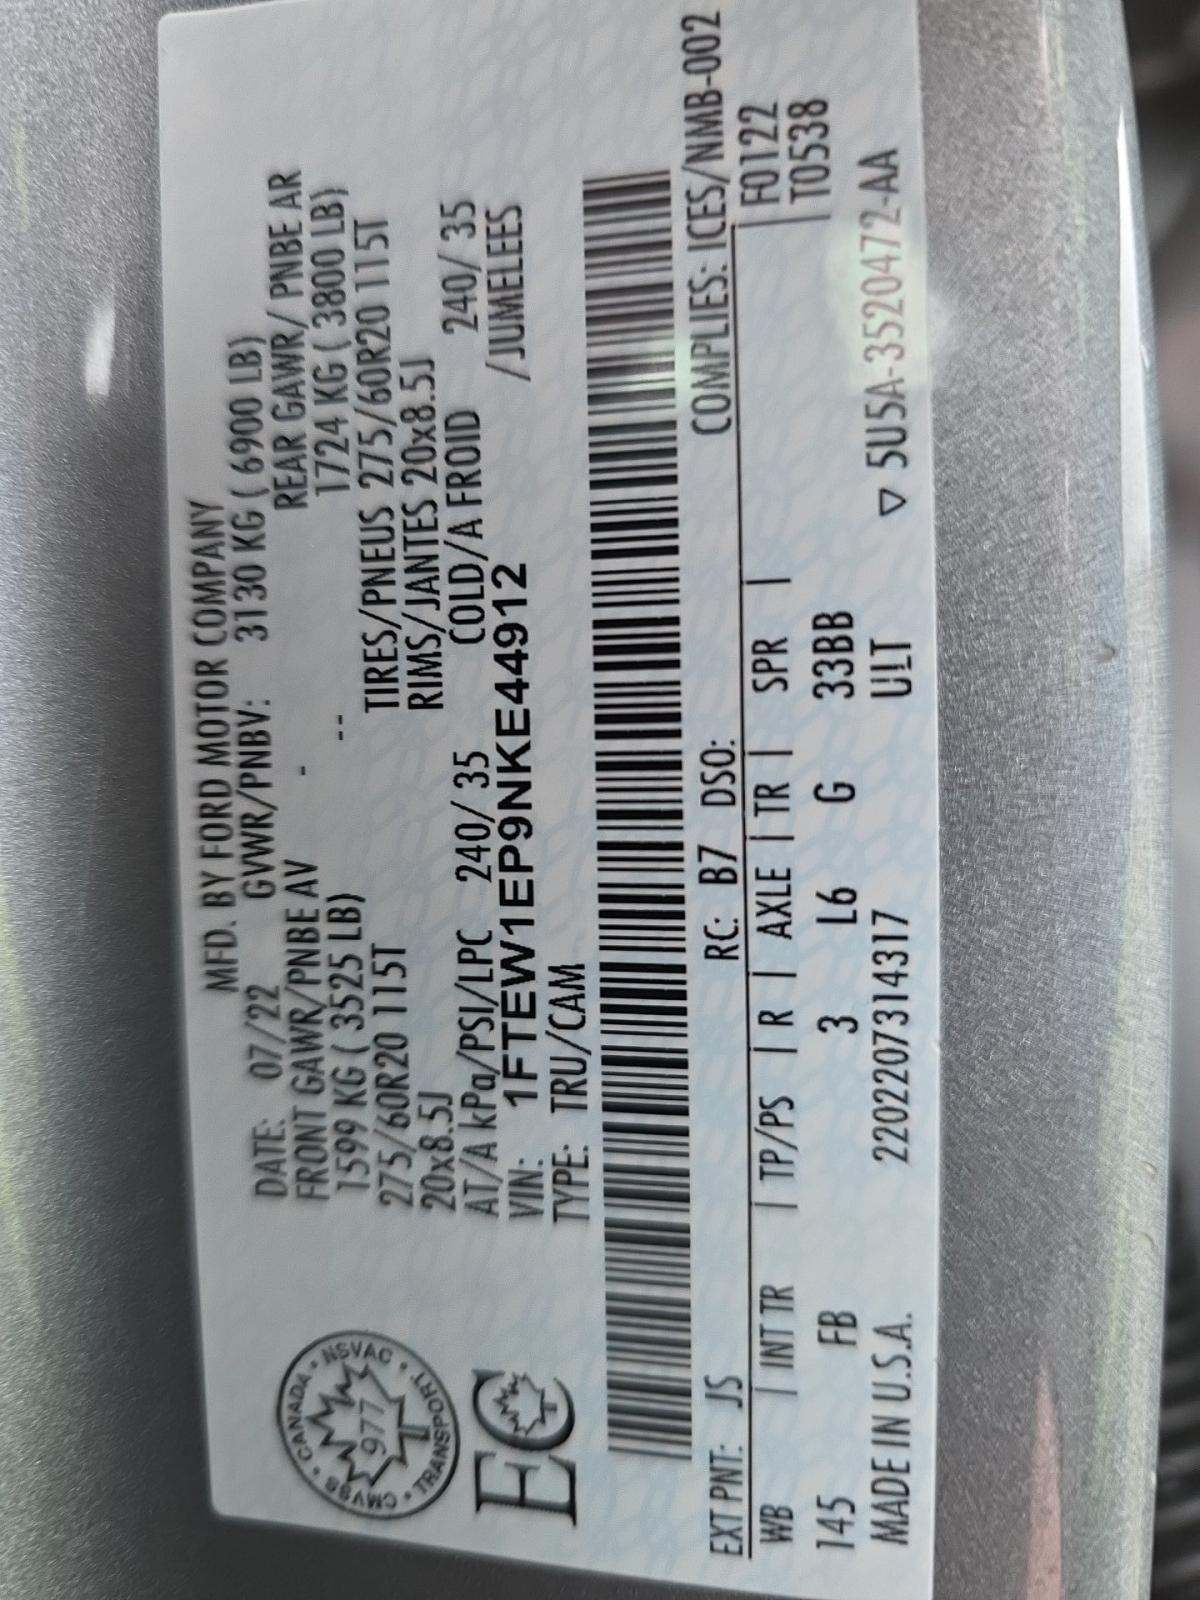 MFD. BY FORD MOTOR COMPANY
DATE: 07/22 GVWR/PNBV: 3130 KG ( 6900 LB)
FRONT GAWR/PNBE AV - REAR GAWR/ PNBE AR
1599 KG ( 3525 LB) -- 1724 KG ( 3800 LB)
275/60R20 115T TIRES/PNEUS 275/60R20 115T
20x8.5J RIMS/JANTES 20x8.5J
AT/A kPa/PSI/LPC 240/ 35 COLD/A FROID 240/ 35
VIN: 1FTEW1EP9NKE44912 /JUMELEES
TYPE: TRU/CAM
CANADA • NSVAC • TRANSPORT • CMVSS •
977
EC
COMPLIES: ICES/NMB-002
EXT PNT: JS RC: B7 DSO:
WB | INT TR | TP/PS | R | AXLE | TR | SPR | | F0122
145 FB 3 L6 G 33BB T0538
MADE IN U.S.A. 220220731431​7 ULT ▽ 5U5A-3520472-AA